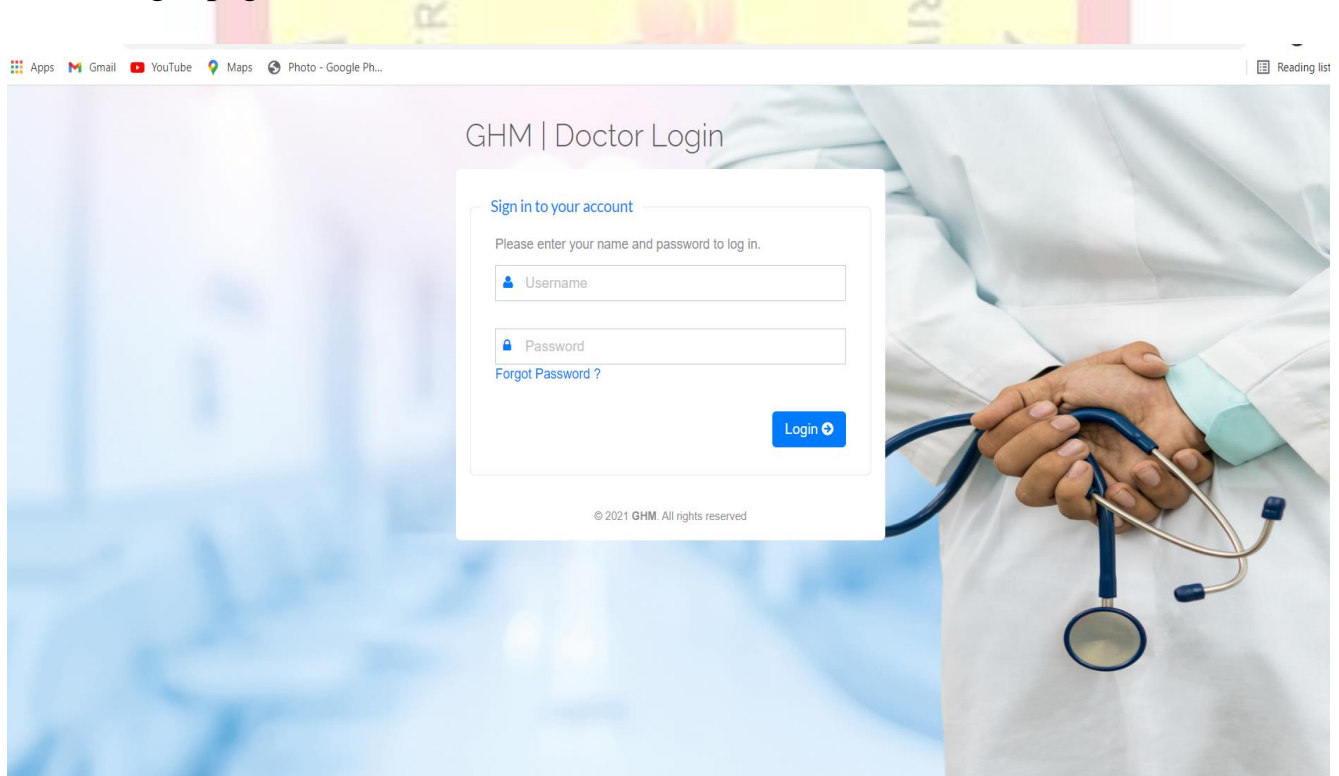 Apps Gmail YouTube Maps Photo - Google Ph... Reading list
GHM | Doctor Login
Sign in to your account
Please enter your name and password to log in.
Username
Password
Forgot Password ?
Login
© 2021 GHM. All rights reserved